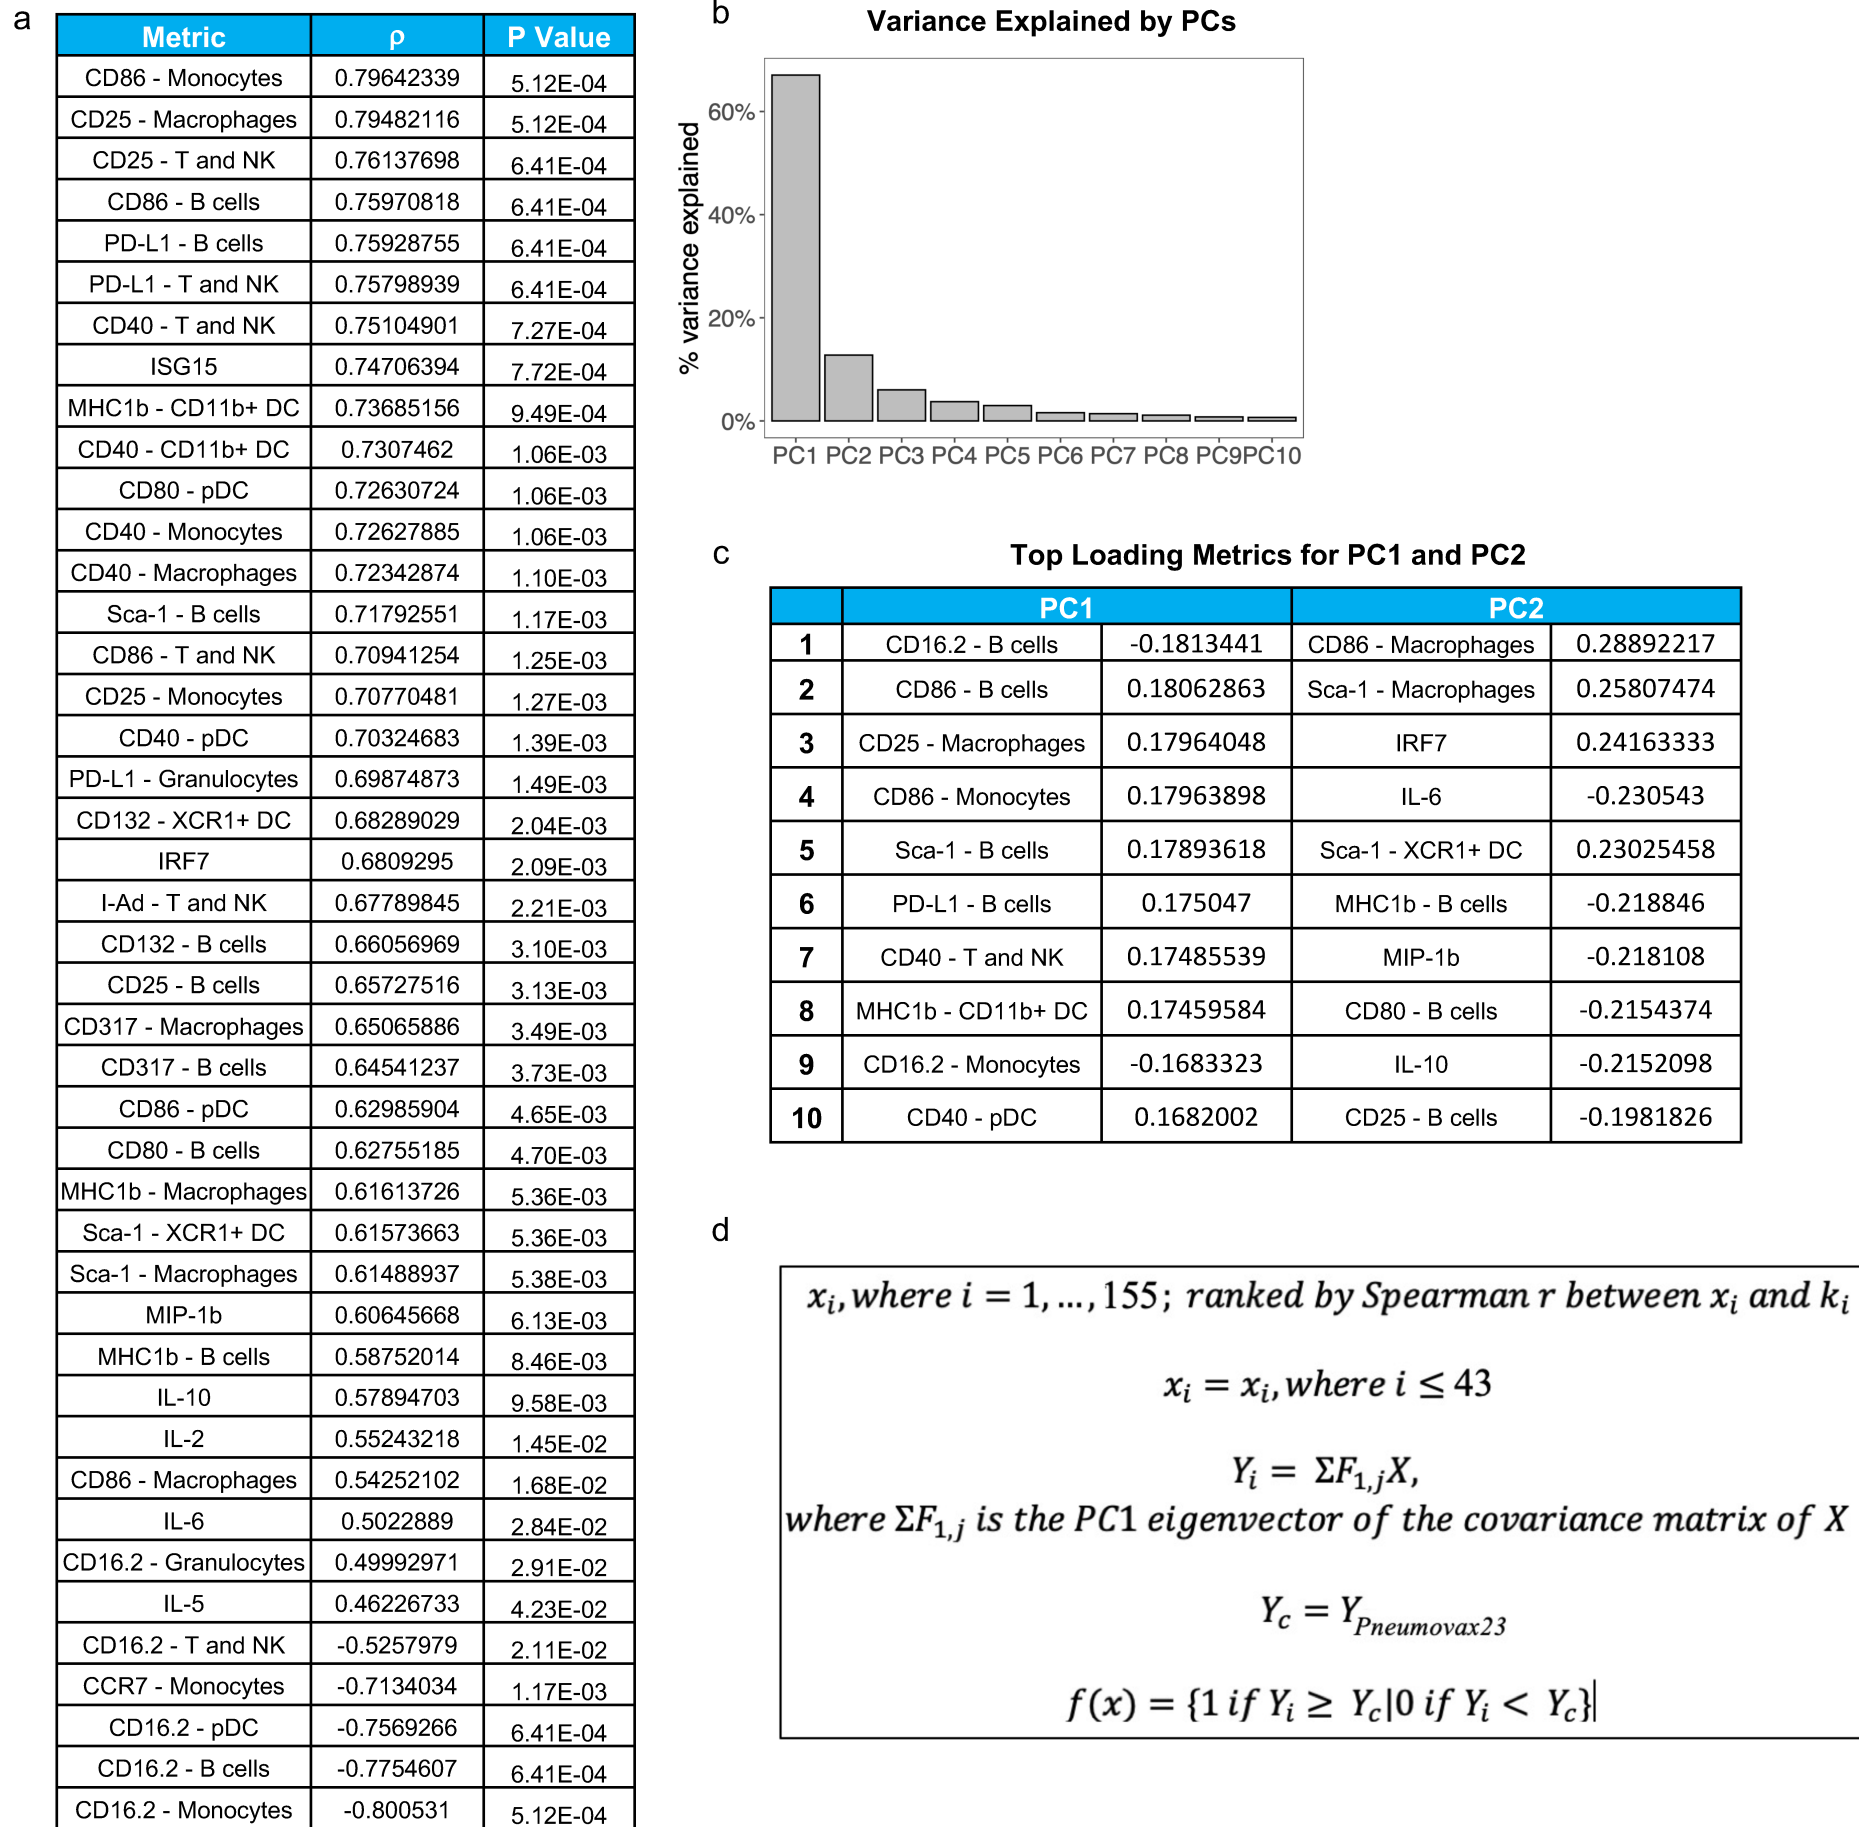 a
Metric ρ P Value
CD86 - Monocytes 0.79642339 5.12E-04
CD25 - Macrophages 0.79482116 5.12E-04
CD25 - T and NK 0.76137698 6.41E-04
CD86 - B cells 0.75970818 6.41E-04
PD-L1 - B cells 0.75928755 6.41E-04
PD-L1 - T and NK 0.75798939 6.41E-04
CD40 - T and NK 0.75104901 7.27E-04
ISG15 0.74706394 7.72E-04
MHC1b - CD11b+ DC 0.73685156 9.49E-04
CD40 - CD11b+ DC 0.7307462 1.06E-03
CD80 - pDC 0.72630724 1.06E-03
CD40 - Monocytes 0.72627885 1.06E-03
CD40 - Macrophages 0.72342874 1.10E-03
Sca-1 - B cells 0.71792551 1.17E-03
CD86 - T and NK 0.70941254 1.25E-03
CD25 - Monocytes 0.70770481 1.27E-03
CD40 - pDC 0.70324683 1.39E-03
PD-L1 - Granulocytes 0.69874873 1.49E-03
CD132 - XCR1+ DC 0.68289029 2.04E-03
IRF7 0.6809295 2.09E-03
I-Ad - T and NK 0.67789845 2.21E-03
CD132 - B cells 0.66056969 3.10E-03
CD25 - B cells 0.65727516 3.13E-03
CD317 - Macrophages 0.65065886 3.49E-03
CD317 - B cells 0.64541237 3.73E-03
CD86 - pDC 0.62985904 4.65E-03
CD80 - B cells 0.62755185 4.70E-03
MHC1b - Macrophages 0.61613726 5.36E-03
Sca-1 - XCR1+ DC 0.61573663 5.36E-03
Sca-1 - Macrophages 0.61488937 5.38E-03
MIP-1b 0.60645668 6.13E-03
MHC1b - B cells 0.58752014 8.46E-03
IL-10 0.57894703 9.58E-03
IL-2 0.55243218 1.45E-02
CD86 - Macrophages 0.54252102 1.68E-02
IL-6 0.5022889 2.84E-02
CD16.2 - Granulocytes 0.49992971 2.91E-02
IL-5 0.46226733 4.23E-02
CD16.2 - T and NK -0.5257979 2.11E-02
CCR7 - Monocytes -0.7134034 1.17E-03
CD16.2 - pDC -0.7569266 6.41E-04
CD16.2 - B cells -0.7754607 6.41E-04
CD16.2 - Monocytes -0.800531 5.12E-04
b
Variance Explained by PCs
% variance explained
60%
40%
20%
0%
PC1 PC2 PC3 PC4 PC5 PC6 PC7 PC8 PC9 PC10
c
Top Loading Metrics for PC1 and PC2
PC1 PC2
1 CD16.2 - B cells -0.1813441 CD86 - Macrophages 0.28892217
2 CD86 - B cells 0.18062863 Sca-1 - Macrophages 0.25807474
3 CD25 - Macrophages 0.17964048 IRF7 0.24163333
4 CD86 - Monocytes 0.17963898 IL-6 -0.230543
5 Sca-1 - B cells 0.17893618 Sca-1 - XCR1+ DC 0.23025458
6 PD-L1 - B cells 0.175047 MHC1b - B cells -0.218846
7 CD40 - T and NK 0.17485539 MIP-1b -0.218108
8 MHC1b - CD11b+ DC 0.17459584 CD80 - B cells -0.2154374
9 CD16.2 - Monocytes -0.1683323 IL-10 -0.2152098
10 CD40 - pDC 0.1682002 CD25 - B cells -0.1981826
d
x_i, where i = 1, ..., 155; ranked by Spearman r between x_i and k_i
x_i = x_i, where i ≤ 43
Y_i = ΣF_{1,j}X,
where ΣF_{1,j} is the PC1 eigenvector of the covariance matrix of X
Y_c = Y_{Pneumovax23}
f(x) = {1 if Y_i ≥ Y_c|0 if Y_i < Y_c}